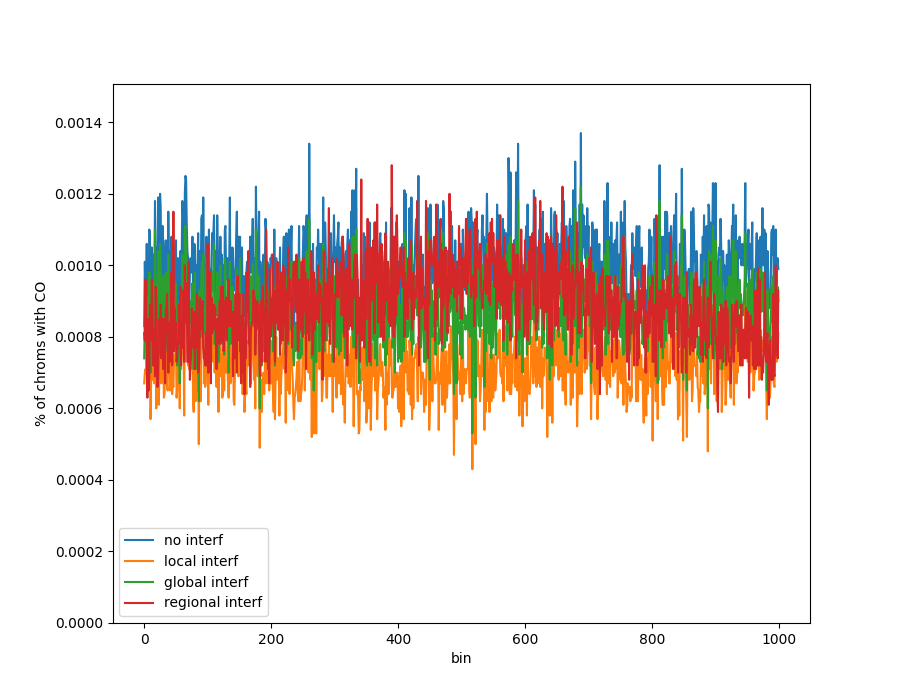 0.0014
0.0012
0.0010
0.0008
0.0006
0.0004
0.0002
0.0000
% of chroms with CO
no interf
local interf
global interf
regional interf
0 200 400 600 800 1000
bin